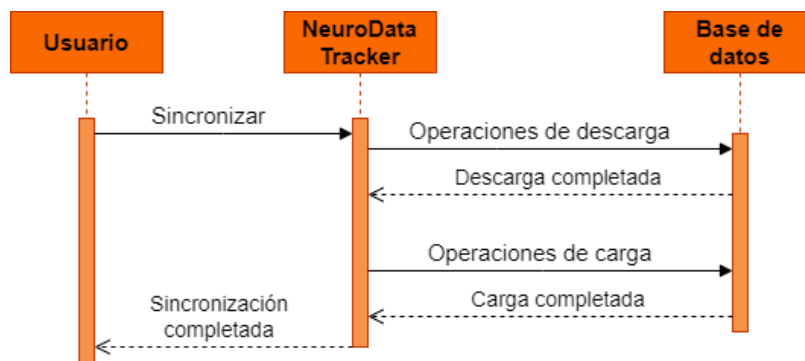 Usuario
NeuroData
Tracker
Base de
datos
Sincronizar
Operaciones de descarga
Descarga completada
Operaciones de carga
Carga completada
Sincronización
completada